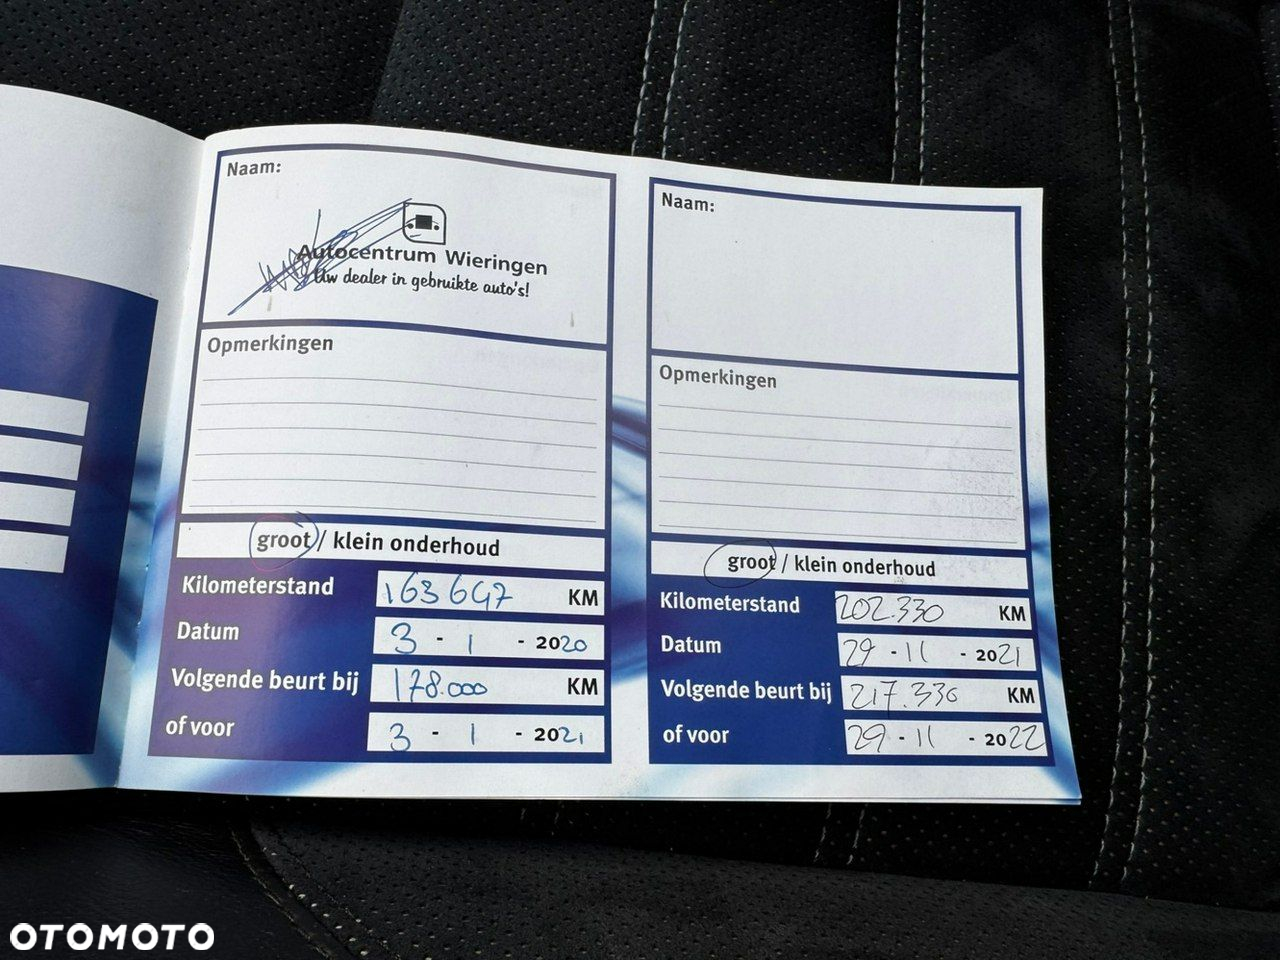 Naam:
Autocentrum Wieringen
Uw dealer in gebruikte auto's!
Opmerkingen
groot / klein onderhoud
Kilometerstand 163647 KM
Datum 3 - 1 - 2020
Volgende beurt bij 178.000 KM
of voor 3 - 1 - 2021
Naam:
Opmerkingen
groot / klein onderhoud
Kilometerstand 202.330 KM
Datum 29 - 11 - 2021
Volgende beurt bij 217.330 KM
of voor 29 - 11 - 2022
OTOMOTO